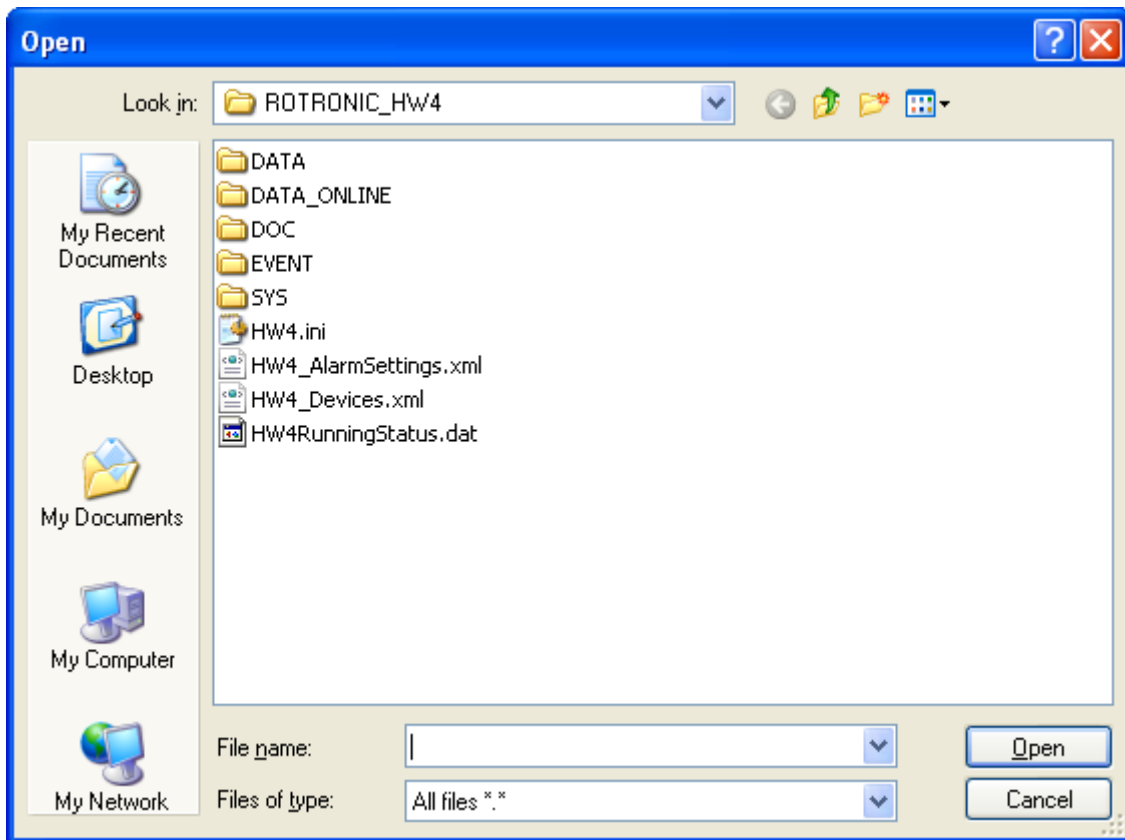 Open
Look in: ROTRONIC_HW4
My Recent
Documents
Desktop
My Documents
My Computer
My Network
DATA
DATA_ONLINE
DOC
EVENT
SYS
HW4.ini
HW4_AlarmSettings.xml
HW4_Devices.xml
HW4RunningStatus.dat
File name:
Open
Files of type: All files *.*
Cancel